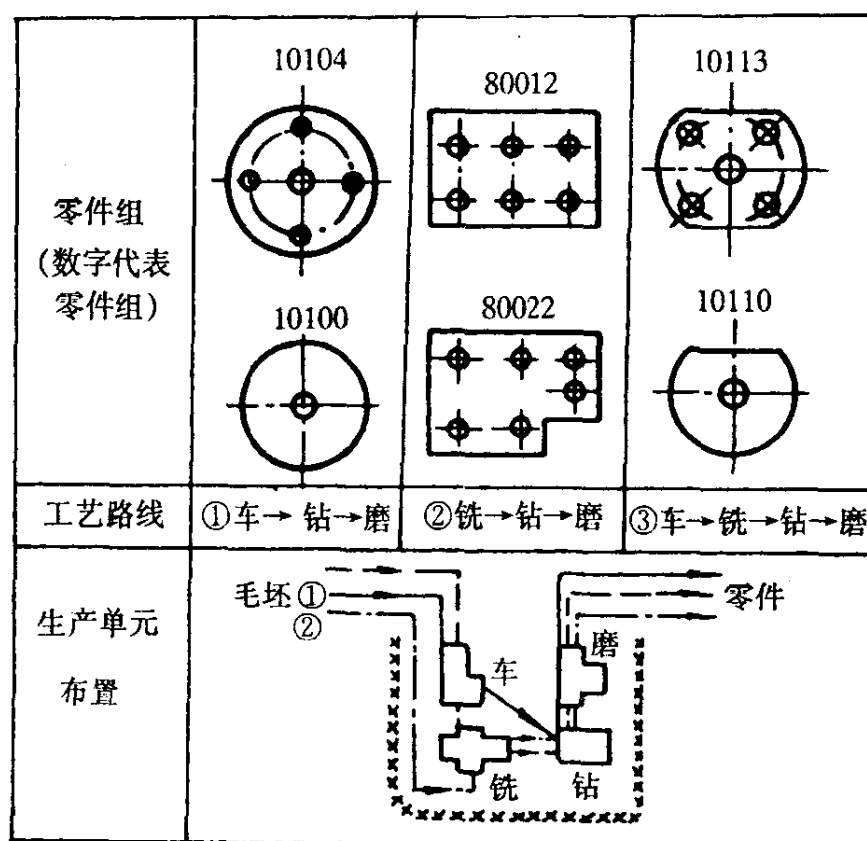 10104
80012
10113
零件组
(数字代表
零件组)
10100
80022
10110
工艺路线
①车→钻→磨
②铣→钻→磨
③车→铣→钻→磨
生产单元
布置
毛坯①
②
零件
磨
车
铣
钻